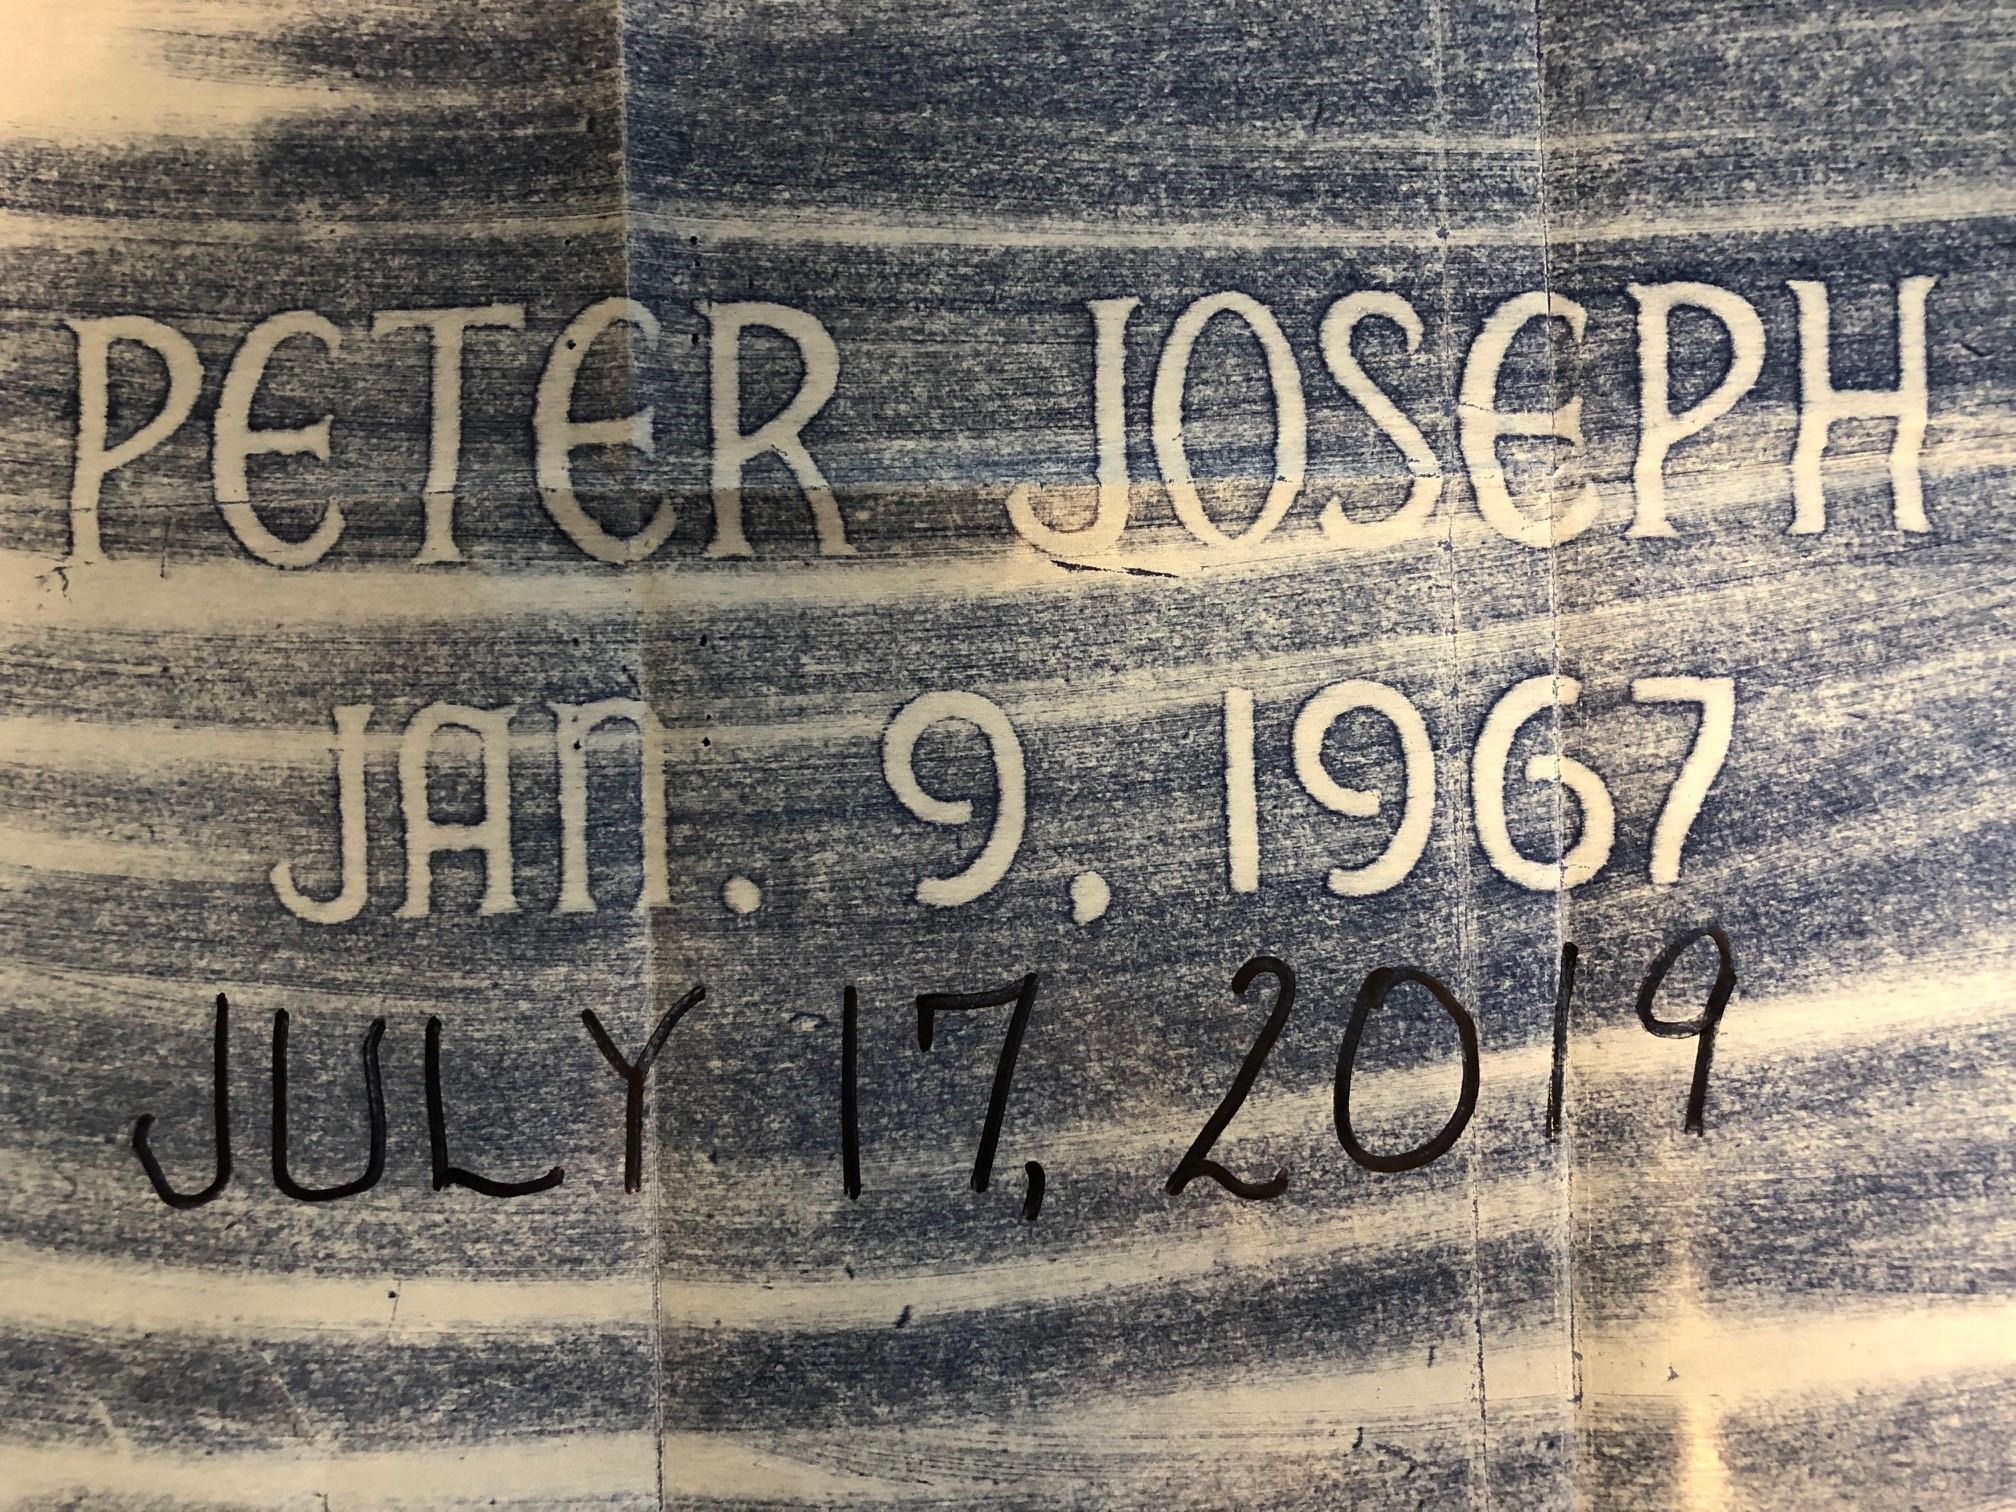 PETER JOSEPH
JAN. 9, 1967
JULY 17, 2019